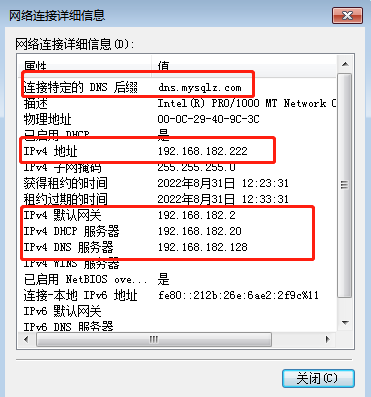 网络连接详细信息
网络连接详细信息(D):
属性 值
连接特定的 DNS 后缀 dns.mysqlz.com
描述 Intel(R) PRO/1000 MT Network C
物理地址 00-0C-29-40-9C-3C
已启用 DHCP 是
IPv4 地址 192.168.182.222
IPv4 子网掩码 255.255.255.0
获得租约的时间 2022年8月31日 12:23:31
租约过期的时间 2022年8月31日 12:33:31
IPv4 默认网关 192.168.182.2
IPv4 DHCP 服务器 192.168.182.20
IPv4 DNS 服务器 192.168.182.128
IPv4 WINS 服务器
已启用 NetBIOS ove... 是
连接-本地 IPv6 地址 fe80::212b:26e:6ae2:2f9c%11
IPv6 默认网关
IPv6 DNS 服务器
关闭(C)